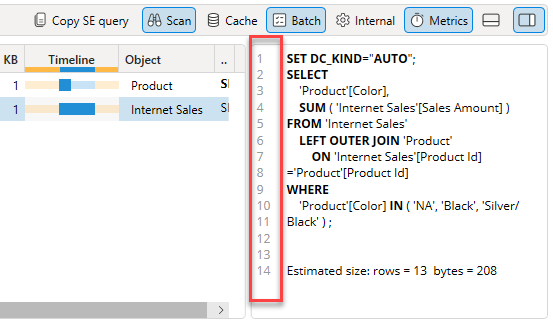 Copy SE query Scan Cache Batch Internal Metrics
KB Timeline Object ..
1 Product
1 Internet Sales
1 SET DC_KIND="AUTO";
2 SELECT
3 'Product'[Color],
4 SUM ( 'Internet Sales'[Sales Amount] )
5 FROM 'Internet Sales'
6 LEFT OUTER JOIN 'Product'
7 ON 'Internet Sales'[Product Id]
8 ='Product'[Product Id]
9 WHERE
10 'Product'[Color] IN ( 'NA', 'Black', 'Silver/
11 Black' ) ;
12
13
14 Estimated size: rows = 13 bytes = 208